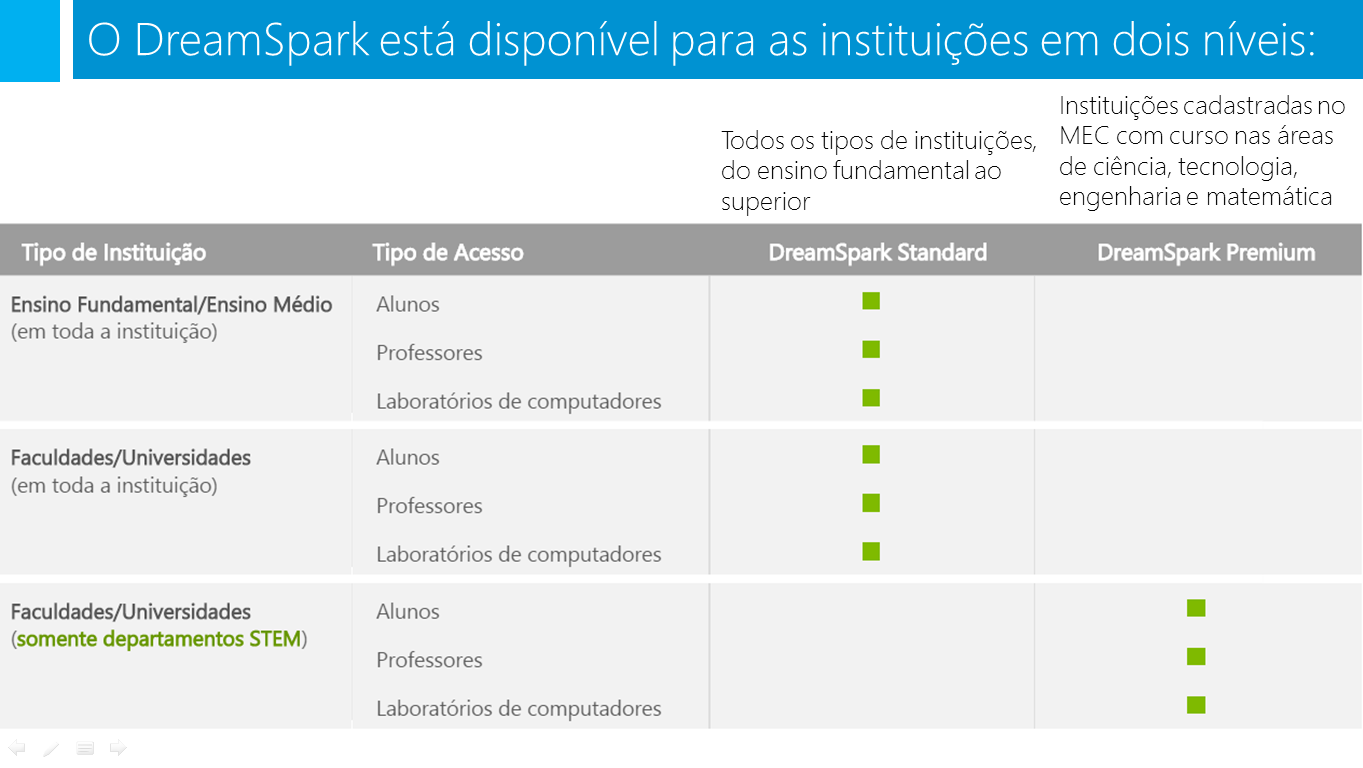 O DreamSpark está disponível para as instituições em dois níveis:
Todos os tipos de instituições,
do ensino fundamental ao
superior
Instituições cadastradas no
MEC com curso nas áreas
de ciência, tecnologia,
engenharia e matemática
Tipo de Instituição Tipo de Acesso DreamSpark Standard DreamSpark Premium
Ensino Fundamental/Ensino Médio
(em toda a instituição)
Alunos
Professores
Laboratórios de computadores
Faculdades/Universidades
(em toda a instituição)
Alunos
Professores
Laboratórios de computadores
Faculdades/Universidades
(somente departamentos STEM)
Alunos
Professores
Laboratórios de computadores